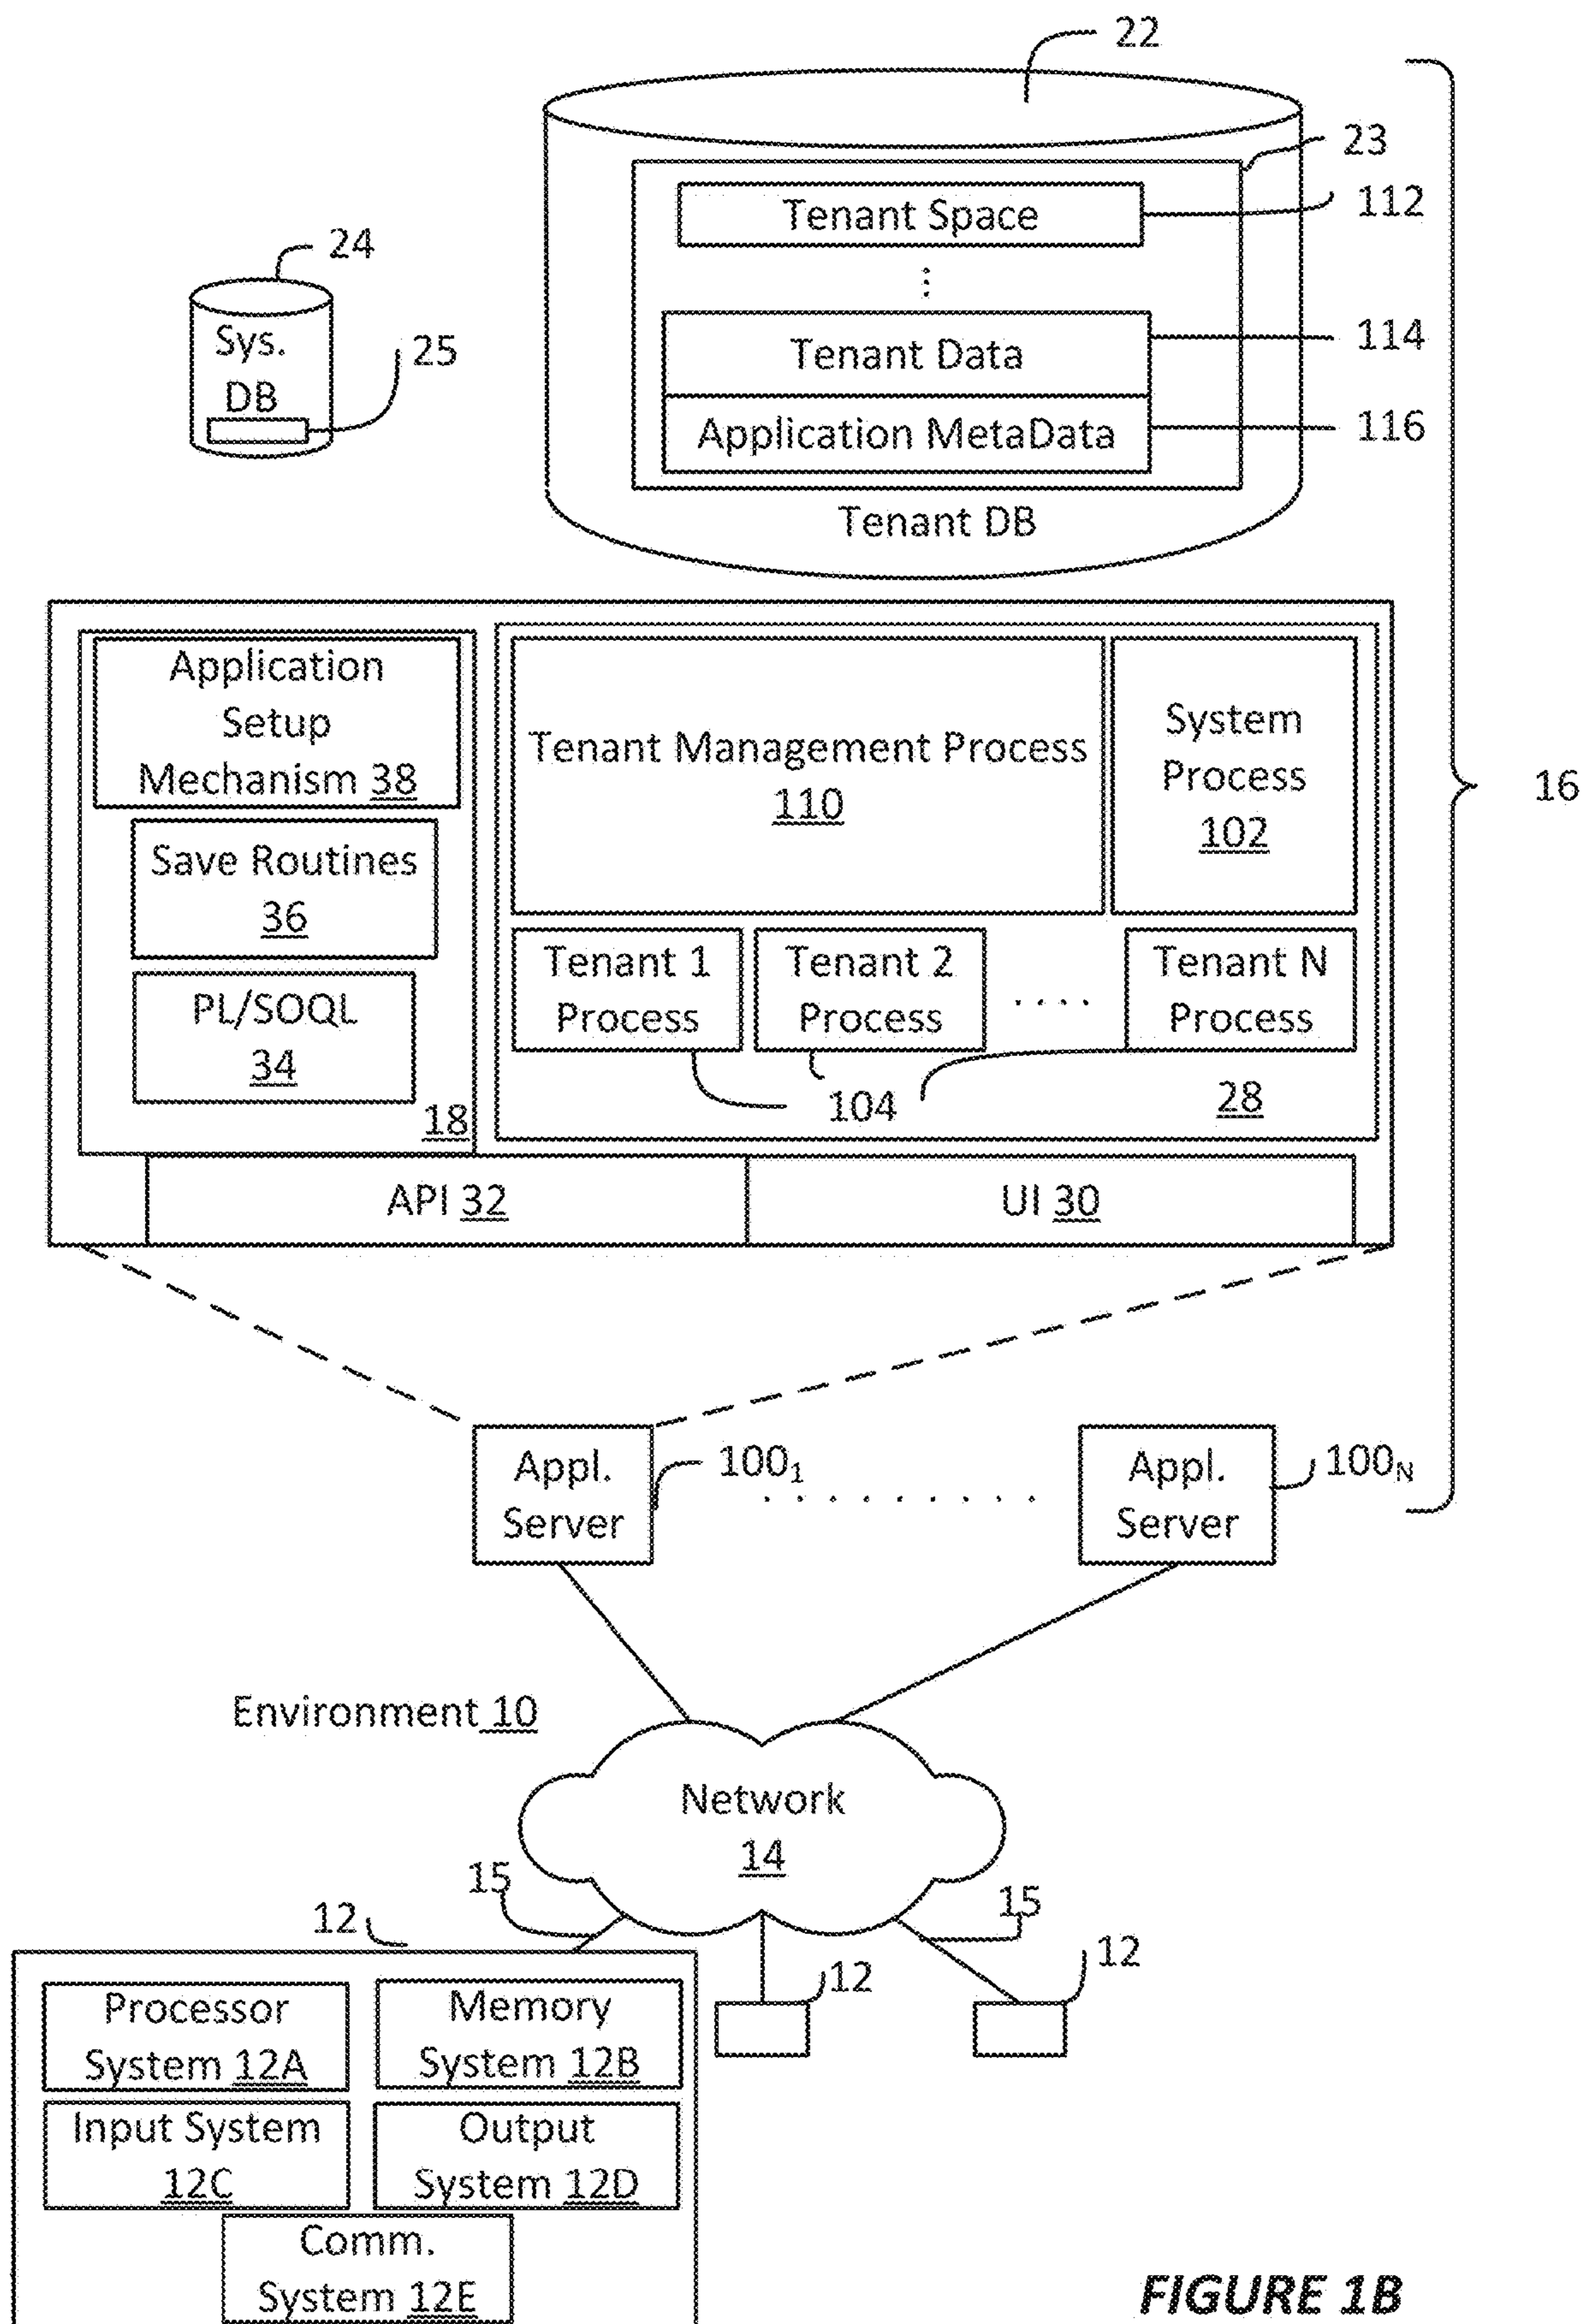 22
23
Tenant Space
112
24
Sys.
DB
25
Tenant Data
114
Application MetaData
116
Tenant DB
Application
Setup
Mechanism 38
Tenant Management Process
110
System
Process
102
16
Save Routines
36
Tenant 1
Process
Tenant 2
Process
. . . .
Tenant N
Process
PL/SOQL
34
18
104
28
API 32
UI 30
Appl.
Server
100₁
. . . . . . . . .
Appl.
Server
100N
Environment 10
Network
14
15
15
12
12
12
Processor
System 12A
Memory
System 12B
Input System
12C
Output
System 12D
Comm.
System 12E
FIGURE 1B